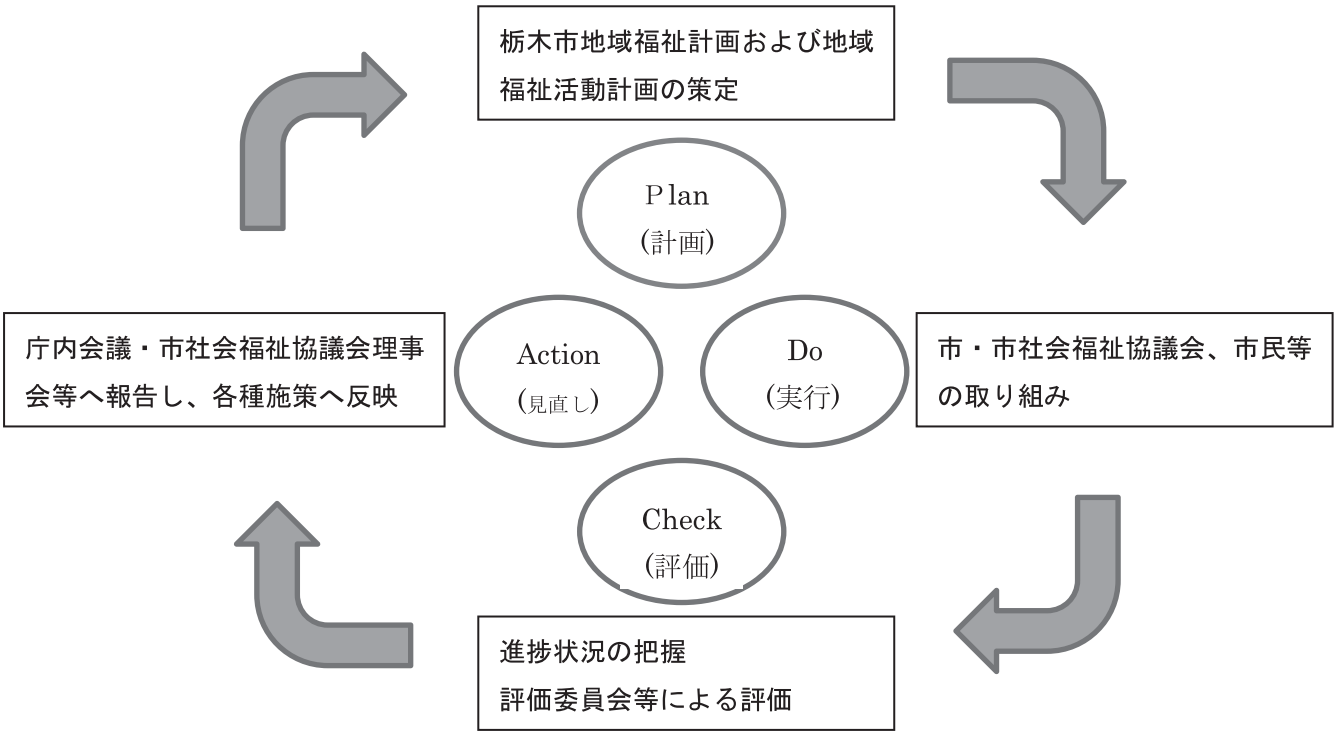 栃木市地域福祉計画および地域
福祉活動計画の策定
Ｐlan
(計画)
庁内会議・市社会福祉協議会理事
会等へ報告し、各種施策へ反映
Action
(見直し)
Do
(実行)
市・市社会福祉協議会、市民等
の取り組み
Check
(評価)
進捗状況の把握
評価委員会等による評価